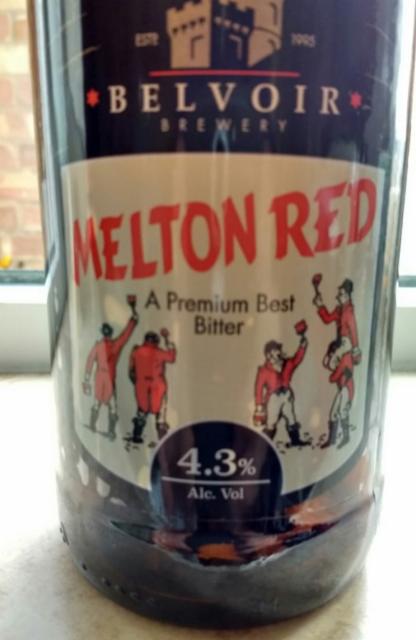 ESTD 1995
BELVOIR
BREWERY
MELTON RED
A Premium Best
Bitter
4.3%
Alc. Vol